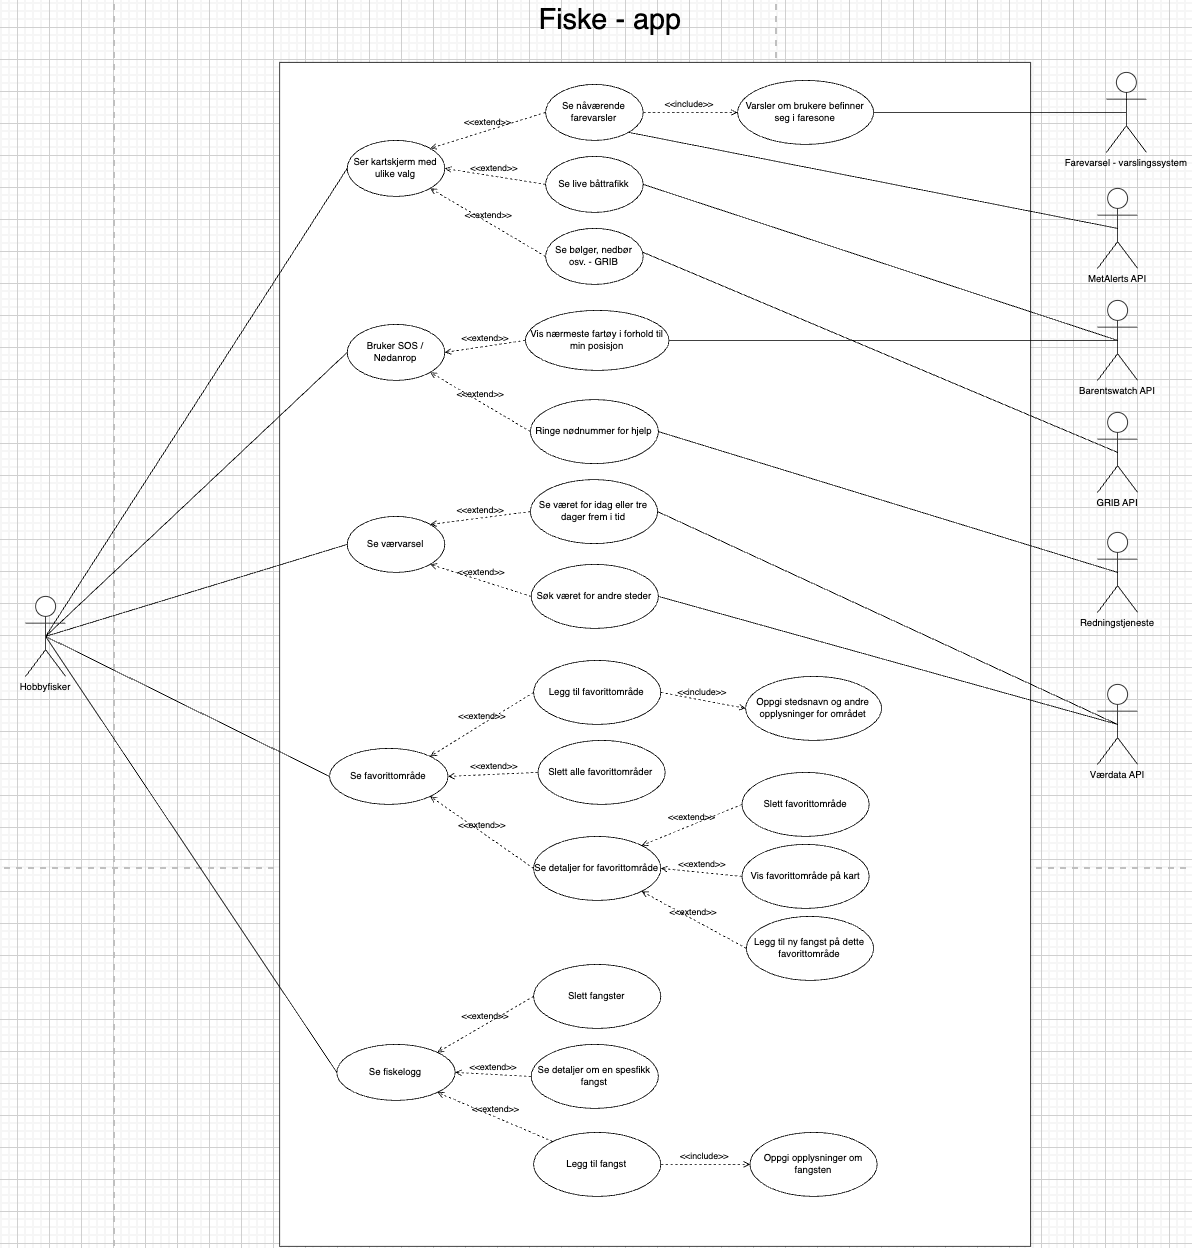 Fiske - app
Se nåværende
farevarsler
<<include>>
Varsler om brukere befinner
seg i faresone
<<extend>>
Farevarsel - varslingssystem
Ser kartskjerm med
ulike valg
<<extend>>
Se live båttrafikk
<<extend>>
Se bølger, nedbør
osv. - GRIB
MetAlerts API
Bruker SOS /
Nødanrop
<<extend>>
Vis nærmeste fartøy i forhold til
min posisjon
Barentswatch API
<<extend>>
Ringe nødnummer for hjelp
GRIB API
Se været for idag eller tre
dager frem i tid
<<extend>>
Se værvarsel
<<extend>>
Søk været for andre steder
Redningstjeneste
Hobbyfisker
Legg til favorittområde
<<include>>
Oppgi stedsnavn og andre
opplysninger for området
<<extend>>
Se favorittområde
<<extend>>
Slett alle favorittområder
Værdata API
<<extend>>
Slett favorittområde
<<extend>>
Se detaljer for favorittområde
<<extend>>
Vis favorittområde på kart
<<extend>>
Legg til ny fangst på dette
favorittområde
Slett fangster
<<extend>>
Se fiskelogg
<<extend>>
Se detaljer om en spesfikk
fangst
<<extend>>
Legg til fangst
<<include>>
Oppgi opplysninger om
fangsten